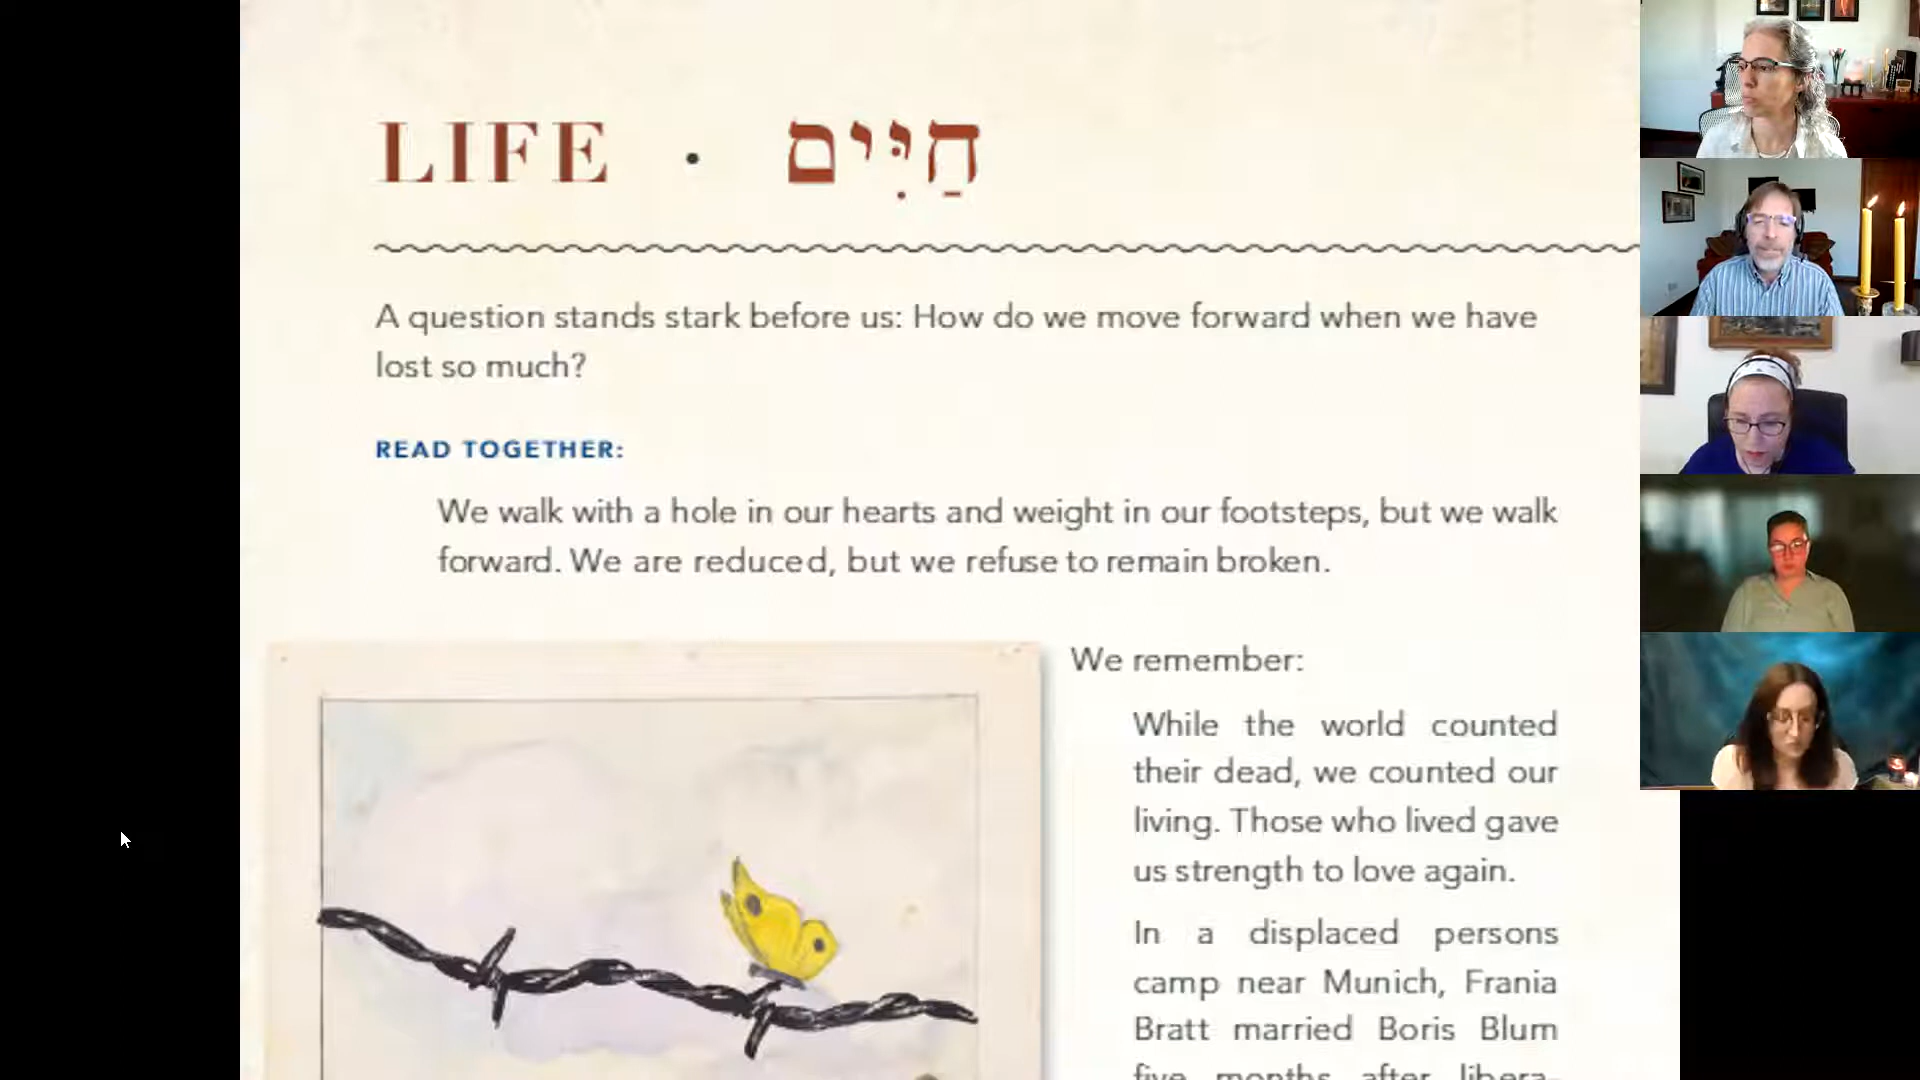 LIFE · חַיִּים
A question stands stark before us: How do we move forward when we have
lost so much?
READ TOGETHER:
We walk with a hole in our hearts and weight in our footsteps, but we walk
forward. We are reduced, but we refuse to remain broken.
We remember:
While the world counted
their dead, we counted our
living. Those who lived gave
us strength to love again.
In a displaced persons
camp near Munich, Frania
Bratt married Boris Blum
five months after libera-